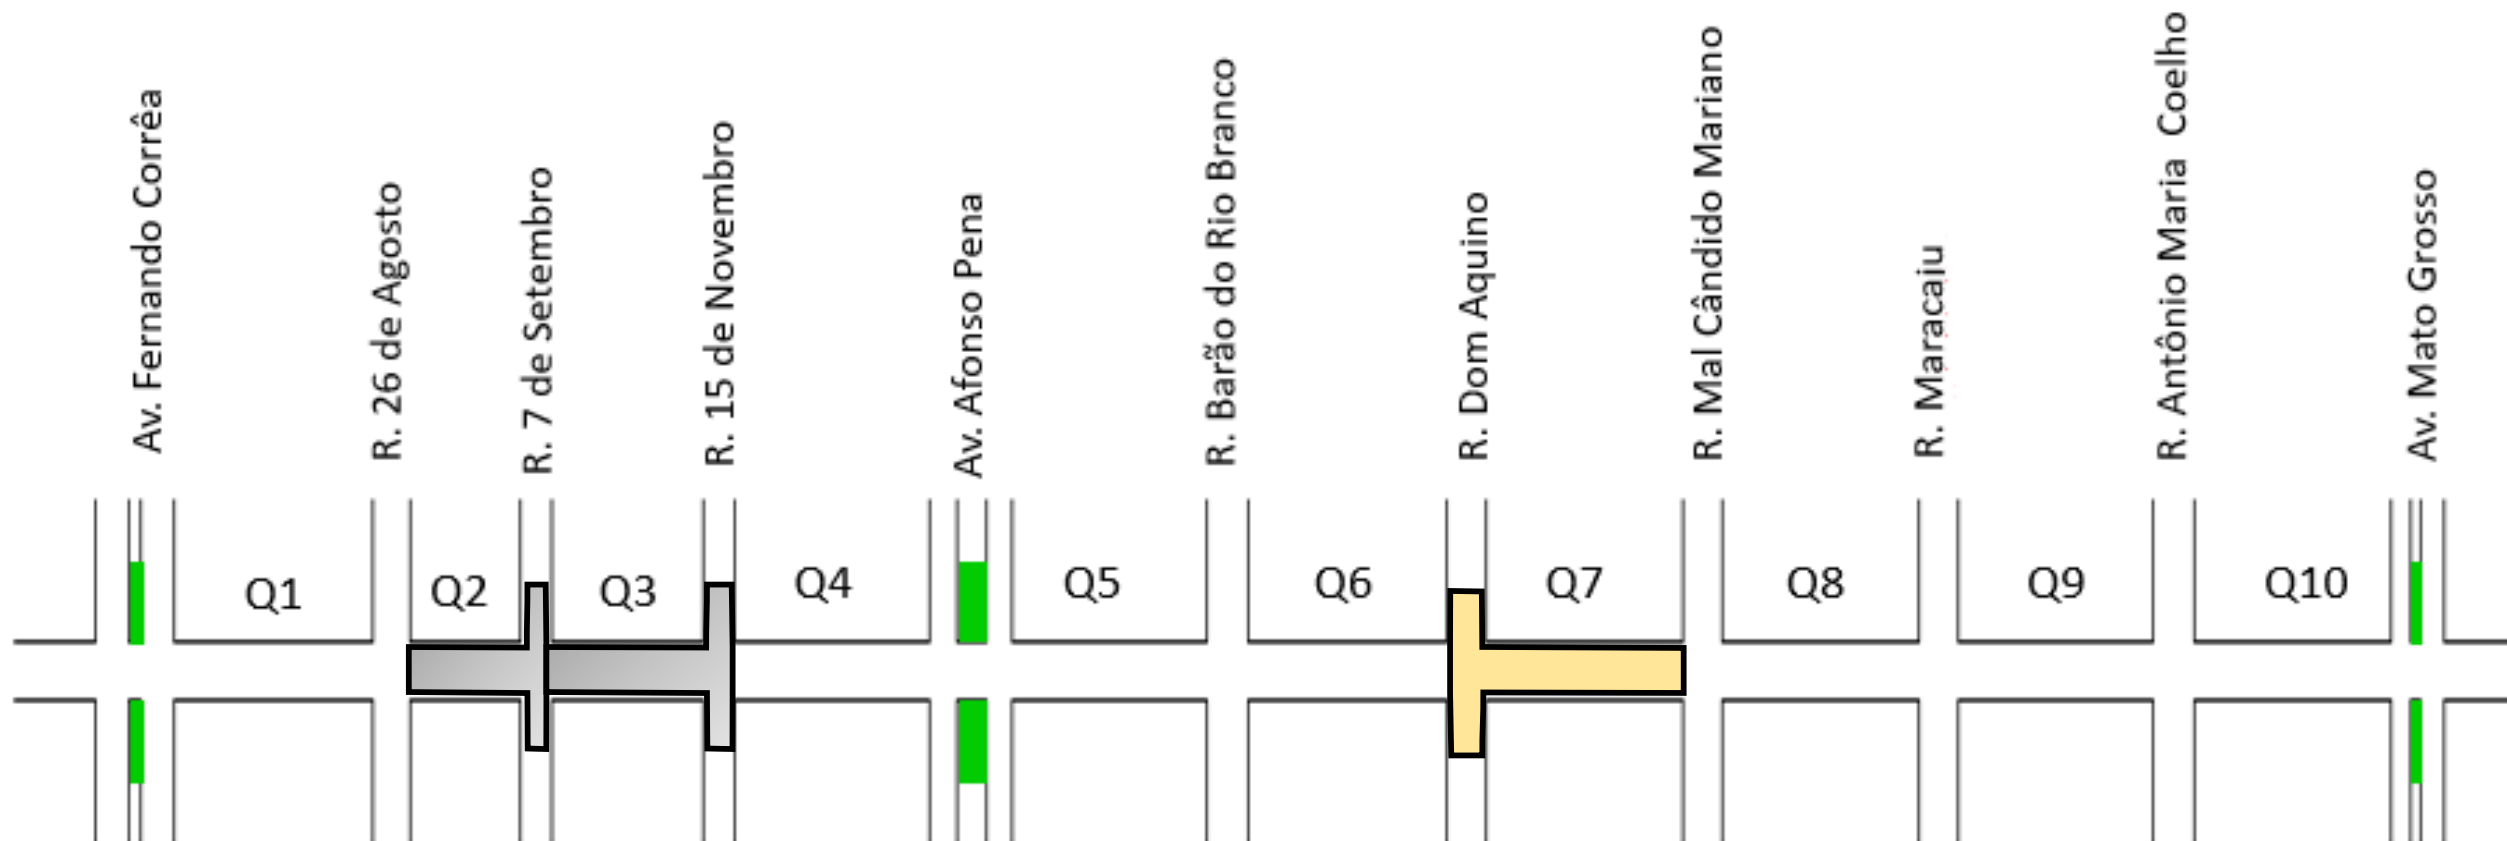 Av. Fernando Corrêa
R. 26 de Agosto
R. 7 de Setembro
R. 15 de Novembro
Av. Afonso Pena
R. Barão do Rio Branco
R. Dom Aquino
R. Mal Cândido Mariano
R. Maracaju
R. Antônio Maria Coelho
Av. Mato Grosso
Q1
Q2
Q3
Q4
Q5
Q6
Q7
Q8
Q9
Q10